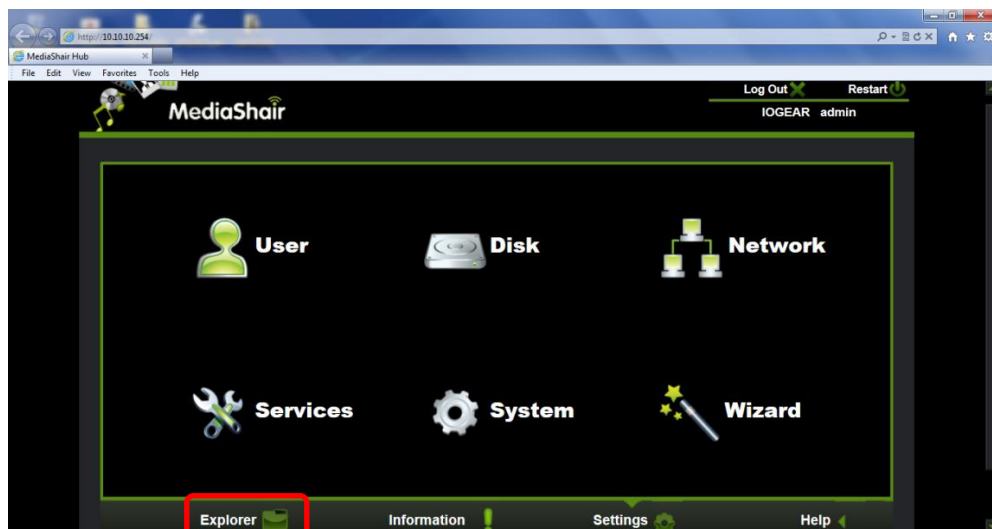 http://10.10.10.254/
MediaShair Hub
File Edit View Favorites Tools Help
MediaShair
Log Out Restart
IOGEAR admin
User Disk Network
Services System Wizard
Explorer Information Settings Help